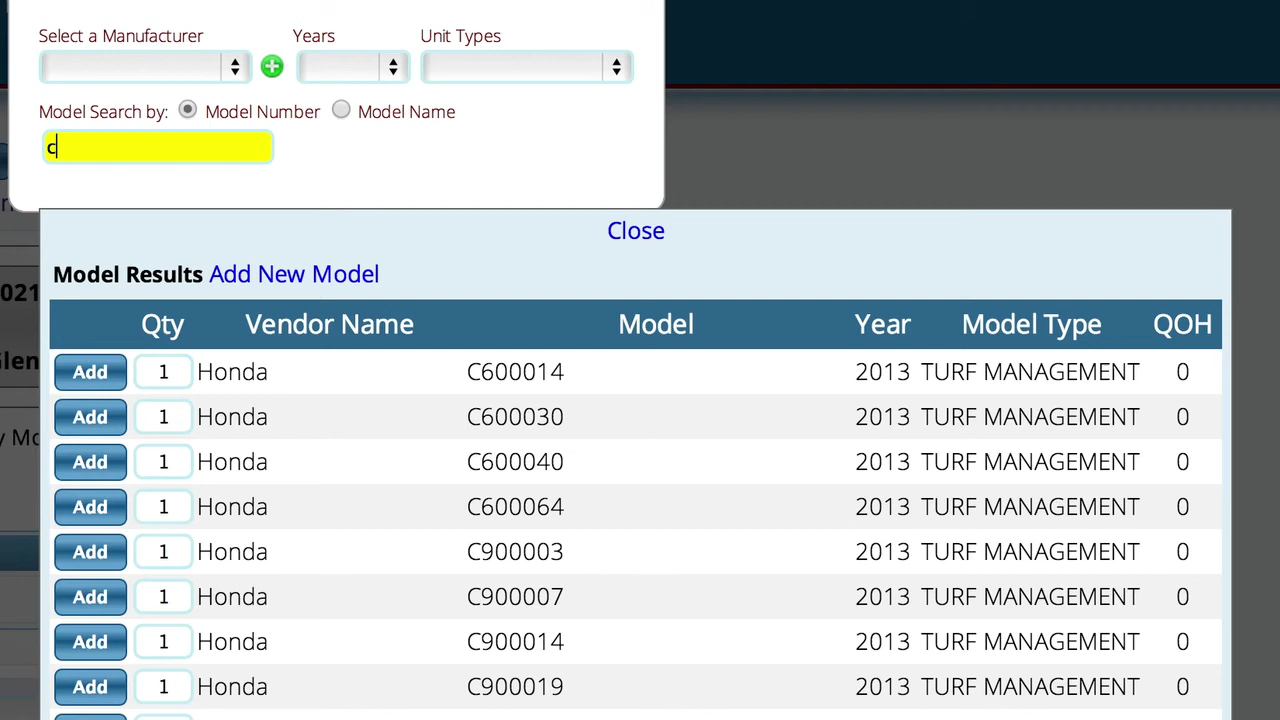 Select a Manufacturer Years Unit Types
Model Search by: Model Number Model Name
c
Close
Model Results Add New Model
Qty Vendor Name Model Year Model Type QOH
Add 1 Honda C600014 2013 TURF MANAGEMENT 0
Add 1 Honda C600030 2013 TURF MANAGEMENT 0
Add 1 Honda C600040 2013 TURF MANAGEMENT 0
Add 1 Honda C600064 2013 TURF MANAGEMENT 0
Add 1 Honda C900003 2013 TURF MANAGEMENT 0
Add 1 Honda C900007 2013 TURF MANAGEMENT 0
Add 1 Honda C900014 2013 TURF MANAGEMENT 0
Add 1 Honda C900019 2013 TURF MANAGEMENT 0